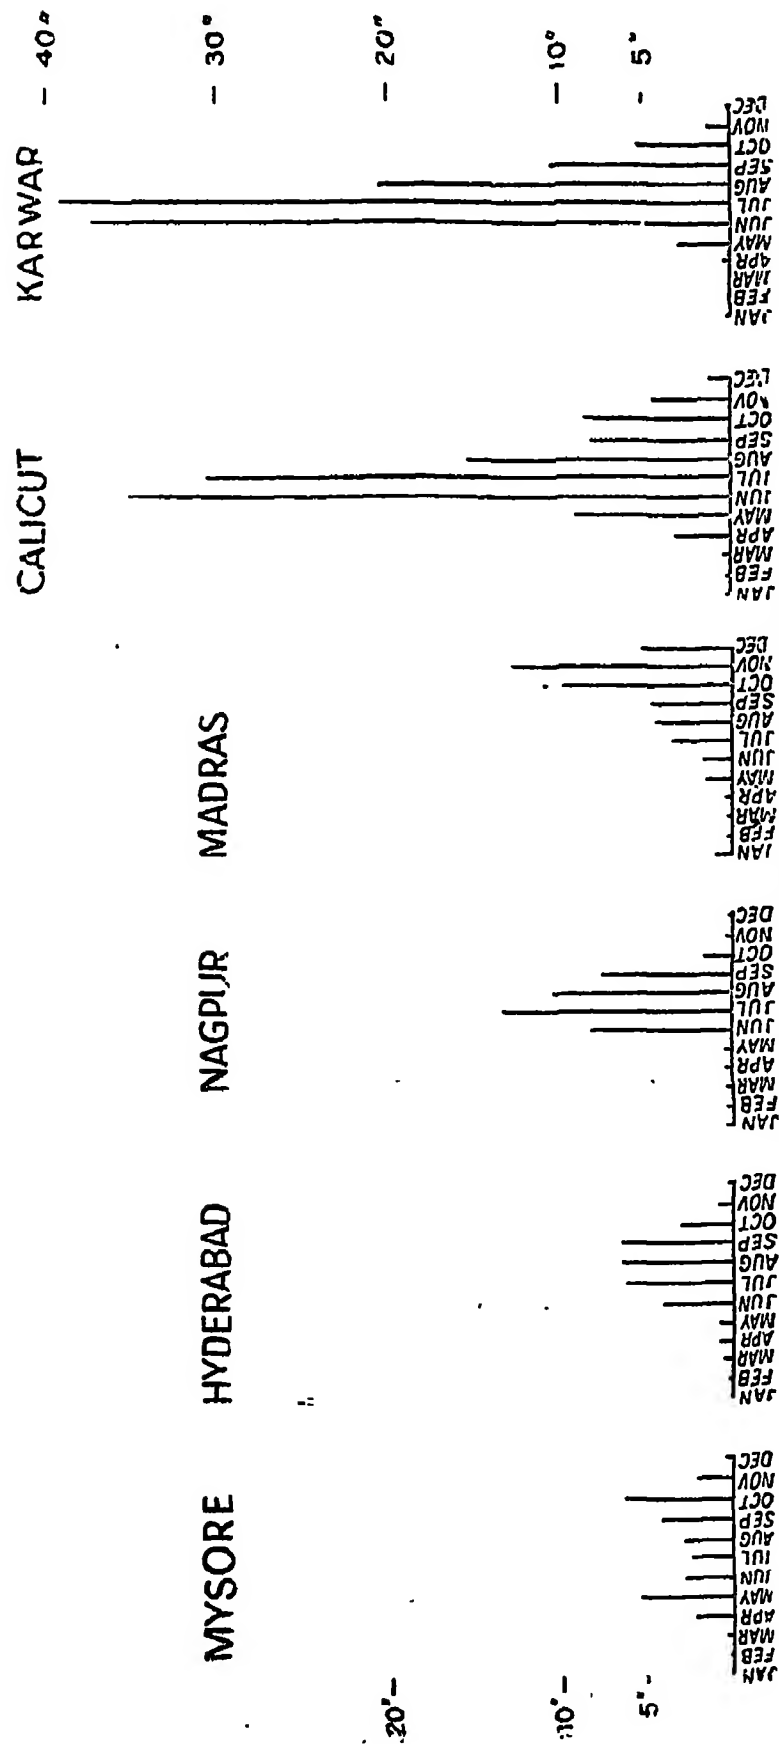 MYSORE
HYDERABAD
NAGPUR
MADRAS
CALICUT
KARWAR
20"
10"
5"
40"
30"
20"
10"
5"
JAN FEB MAR APR MAY JUN JUL AUG SEP OCT NOV DEC
JAN FEB MAR APR MAY JUN JUL AUG SEP OCT NOV DEC
JAN FEB MAR APR MAY JUN JUL AUG SEP OCT NOV DEC
JAN FEB MAR APR MAY JUN JUL AUG SEP OCT NOV DEC
JAN FEB MAR APR MAY JUN JUL AUG SEP OCT NOV DEC
JAN FEB MAR APR MAY JUN JUL AUG SEP OCT NOV DEC